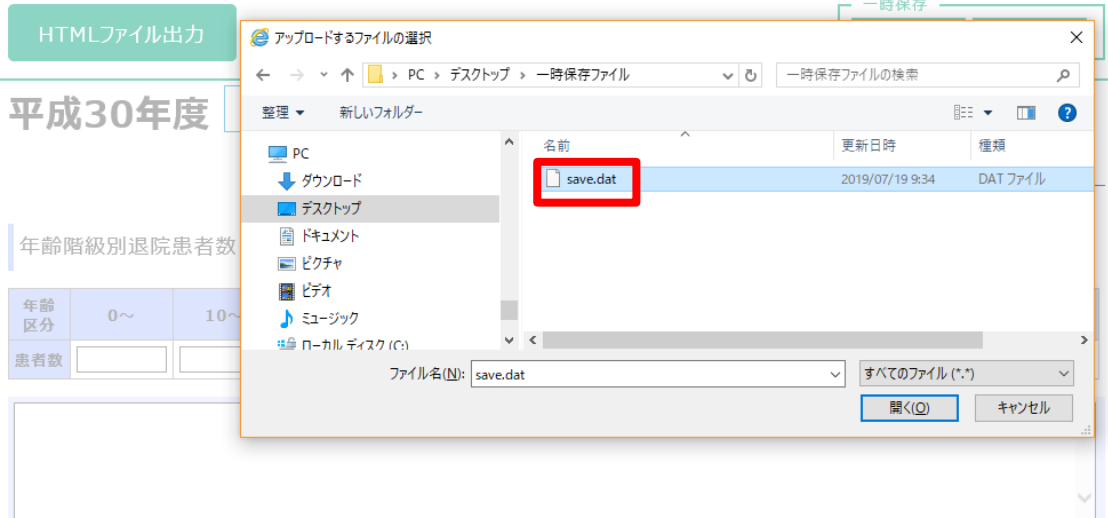 一時保存
HTMLファイル出力
アップロードするファイルの選択
PC › デスクトップ › 一時保存ファイル
一時保存ファイルの検索
平成30年度
整理
新しいフォルダー
PC
ダウンロード
デスクトップ
ドキュメント
ピクチャ
ビデオ
ミュージック
ローカル ディスク (C:)
名前 更新日時 種類
save.dat 2019/07/19 9:34 DAT ファイル
年齢階級別退院患者数
年齢
区分
0～
10～
患者数
ファイル名(N): save.dat
すべてのファイル (*.*)
開く(O)
キャンセル